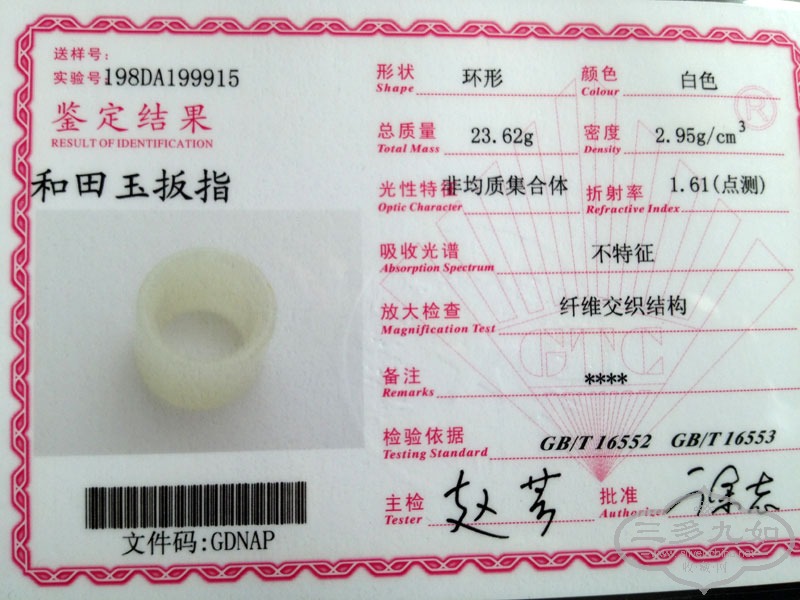 送样号:
实验号:198DA199915
鉴定结果
RESULT OF IDENTIFICATION
和田玉扳指
文件码:GDNAP
形状 环形
Shape
颜色 白色
Colour
总质量 23.62g
Total Mass
密度 2.95g/cm³
Density
光性特征 非均质集合体
Optic Character
折射率 1.61(点测)
Refractive Index
吸收光谱 不特征
Absorption Spectrum
放大检查 纤维交织结构
Magnification Test
GTC
备注 ****
Remarks
检验依据 GB/T 16552 GB/T 16553
Testing Standard
主检
Tester
批准
三多九如